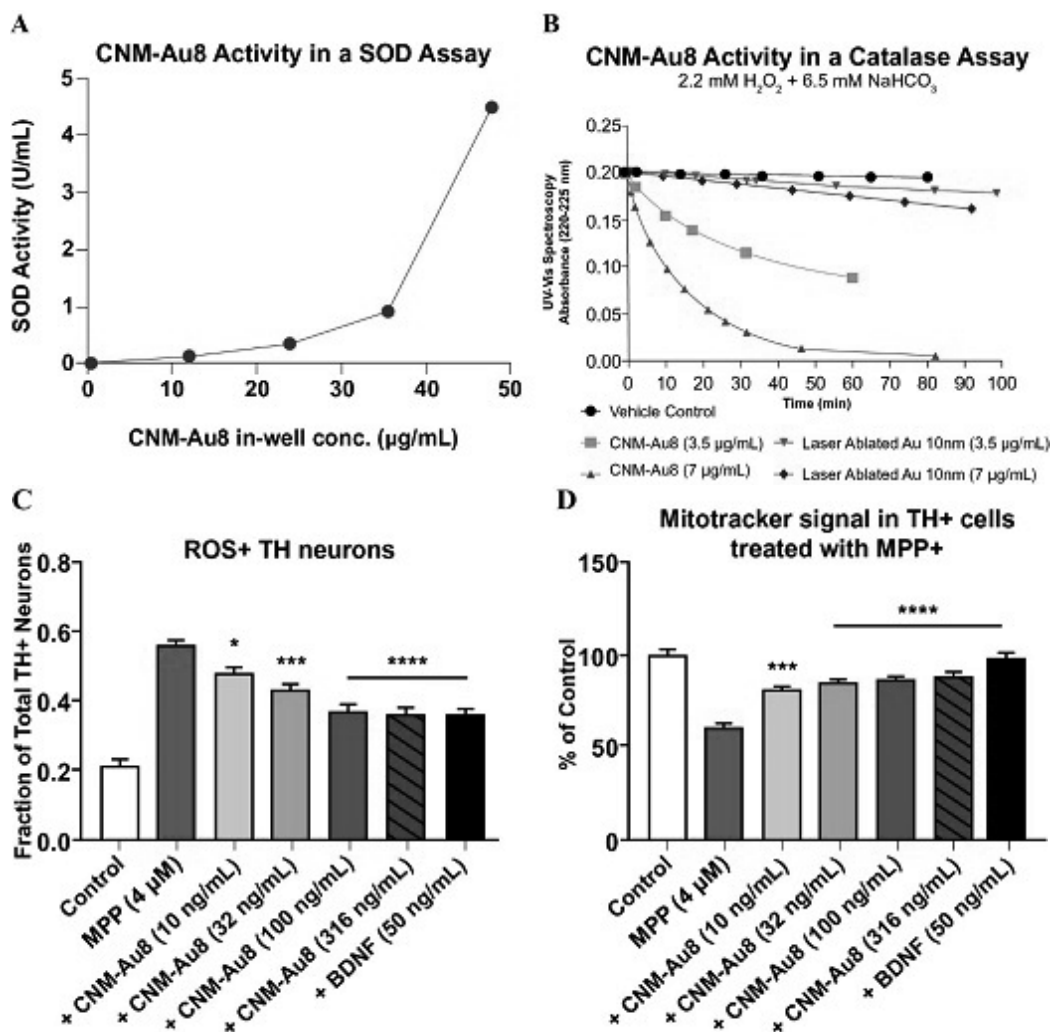 A
CNM-Au8 Activity in a SOD Assay
SOD Activity (U/mL)
5
4
3
2
1
0
0 10 20 30 40 50
CNM-Au8 in-well conc. (µg/mL)
B
CNM-Au8 Activity in a Catalase Assay
2.2 mM H₂O₂ + 6.5 mM NaHCO₃
UV-Vis Spectroscopy
Absorbance (220-225 nm)
0.25
0.20
0.15
0.10
0.05
0.00
0 10 20 30 40 50 60 70 80 90 100
Time (min)
Vehicle Control
CNM-Au8 (3.5 µg/mL)
Laser Ablated Au 10nm (3.5 µg/mL)
CNM-Au8 (7 µg/mL)
Laser Ablated Au 10nm (7 µg/mL)
C
ROS+ TH neurons
Fraction of Total TH+ Neurons
0.8
0.6
0.4
0.2
0.0
*
***
****
Control
MPP (4 µM)
+ CNM-Au8 (10 ng/mL)
+ CNM-Au8 (32 ng/mL)
+ CNM-Au8 (100 ng/mL)
+ CNM-Au8 (316 ng/mL)
+ BDNF (50 ng/mL)
D
Mitotracker signal in TH+ cells
treated with MPP+
% of Control
150
100
50
0
***
****
Control
MPP (4 µM)
+ CNM-Au8 (10 ng/mL)
+ CNM-Au8 (32 ng/mL)
+ CNM-Au8 (100 ng/mL)
+ CNM-Au8 (316 ng/mL)
+ BDNF (50 ng/mL)